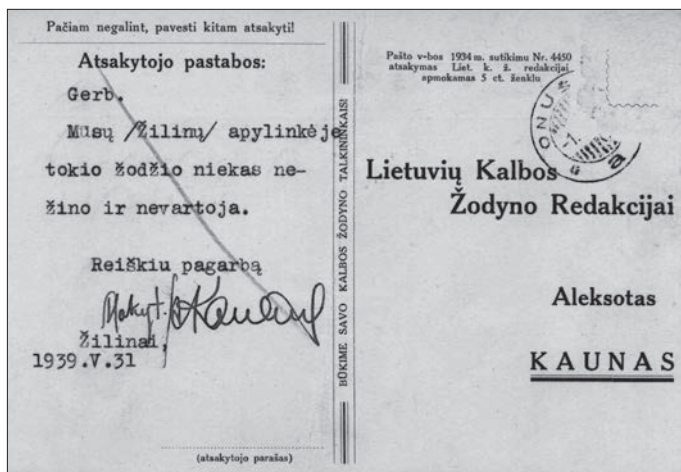 Pačiam negalint, pavesti kitam atsakyti!
Atsakytojo pastabos:
Gerb.
Mūsų /Žilinų/ apylinkėje
tokio žodžio niekas ne-
žino ir nevartoja.
Reiškiu pagarbą
Mokyt.
Žilinai,
1939.V.31
(atsakytojo parašas)
BŪKIME SAVO KALBOS ŽODYNO TALKININKAIS!
Pašto v-bos 1934 m. sutikimu Nr. 4450
atsakymas Liet. k. ž. redakcijai
apmokamas 5 ct. ženklu
Lietuvių Kalbos
Žodyno Redakcijai
Aleksotas
KAUNAS